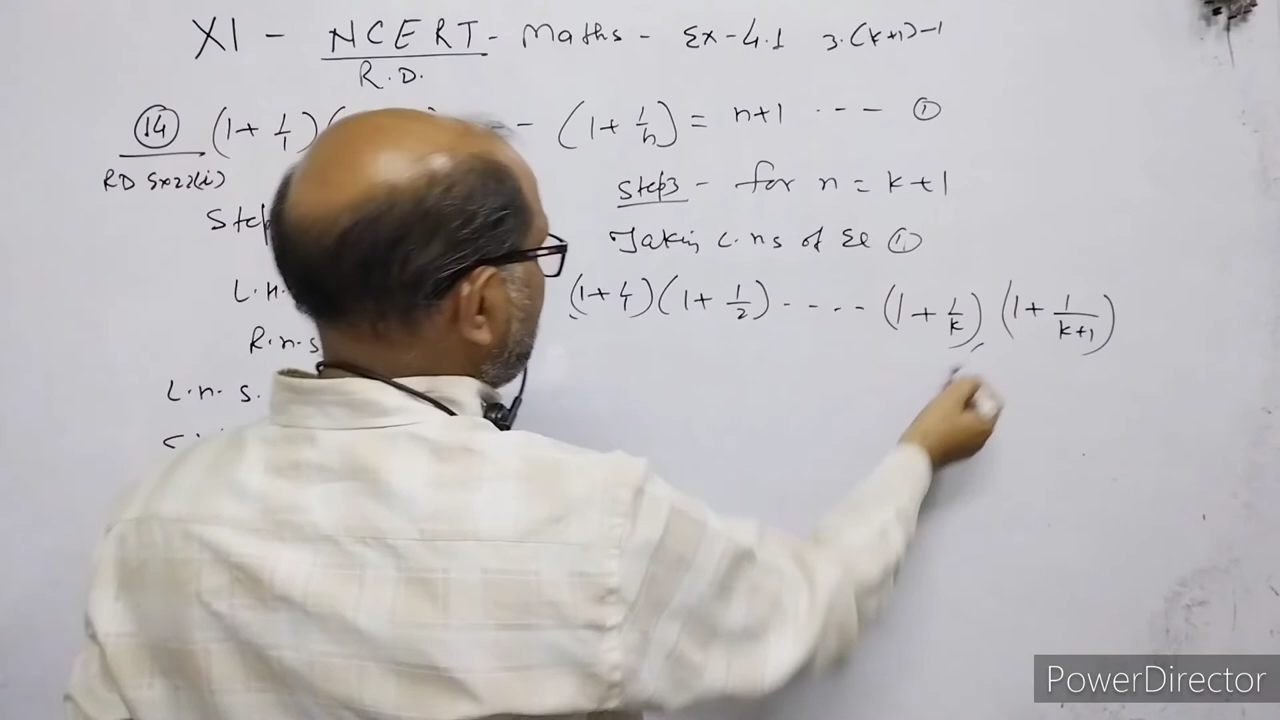 XI - NCERT - Maths - Ex-4.1 3.(k+1)-1
R.D.
14 (1+ 1/1)( -- (1+ 1/n) = n+1 --- ①
RD 5x22(i)
Step3 - for n = k+1
Step
Taking L.hs of Eq ①
L.H.
(1+ 1/1)(1+ 1/2) ----- (1+ 1/k)(1+ 1/k+1)
R.n.s
L.n.s.
PowerDirector